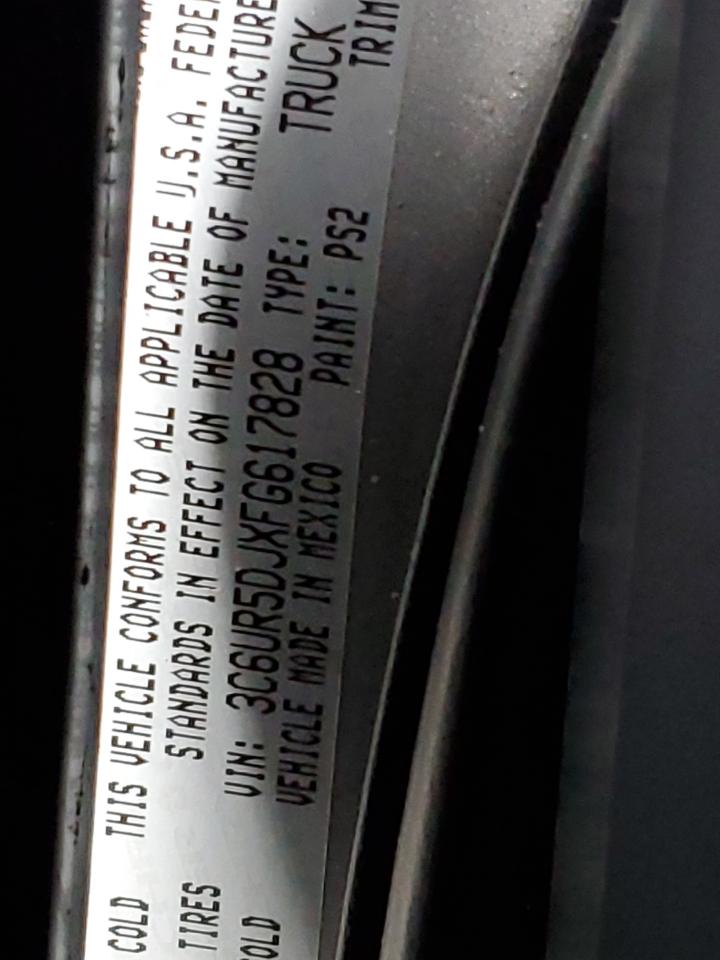 THIS VEHICLE CONFORMS TO ALL APPLICABLE U.S.A. FEDER
STANDARDS IN EFFECT ON THE DATE OF MANUFACTURE
VIN: 3C6UR5DJXFG617828 TYPE: TRUCK
VEHICLE MADE IN MEXICO PAINT: PS2 TRIM
COLD
TIRES
COLD